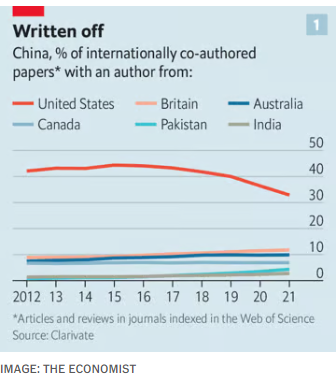 1
Written off
China, % of internationally co-authored
papers* with an author from:
United States Britain Australia
Canada Pakistan India
50
40
30
20
10
0
2012 13 14 15 16 17 18 19 20 21
*Articles and reviews in journals indexed in the Web of Science
Source: Clarivate
IMAGE: THE ECONOMIST